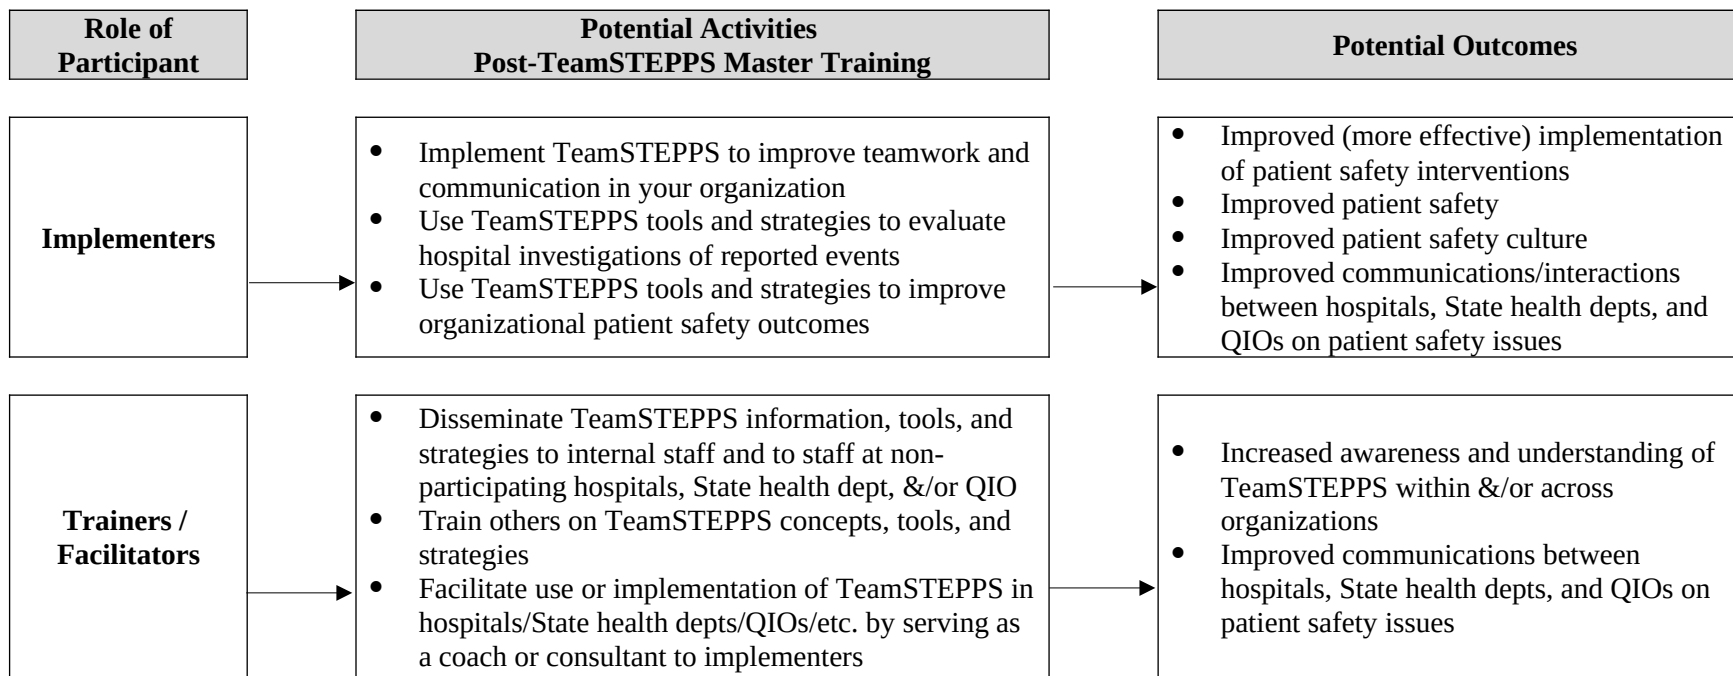 Role of
Participant
Potential Activities
Post-TeamSTEPPS Master Training
Potential Outcomes
Implementers
• Implement TeamSTEPPS to improve teamwork and
communication in your organization
• Use TeamSTEPPS tools and strategies to evaluate
hospital investigations of reported events
• Use TeamSTEPPS tools and strategies to improve
organizational patient safety outcomes
• Improved (more effective) implementation
of patient safety interventions
• Improved patient safety
• Improved patient safety culture
• Improved communications/interactions
between hospitals, State health depts, and
QIOs on patient safety issues
Trainers /
Facilitators
• Disseminate TeamSTEPPS information, tools, and
strategies to internal staff and to staff at non-
participating hospitals, State health dept, &/or QIO
• Train others on TeamSTEPPS concepts, tools, and
strategies
• Facilitate use or implementation of TeamSTEPPS in
hospitals/State health depts/QIOs/etc. by serving as
a coach or consultant to implementers
• Increased awareness and understanding of
TeamSTEPPS within &/or across
organizations
• Improved communications between
hospitals, State health depts, and QIOs on
patient safety issues